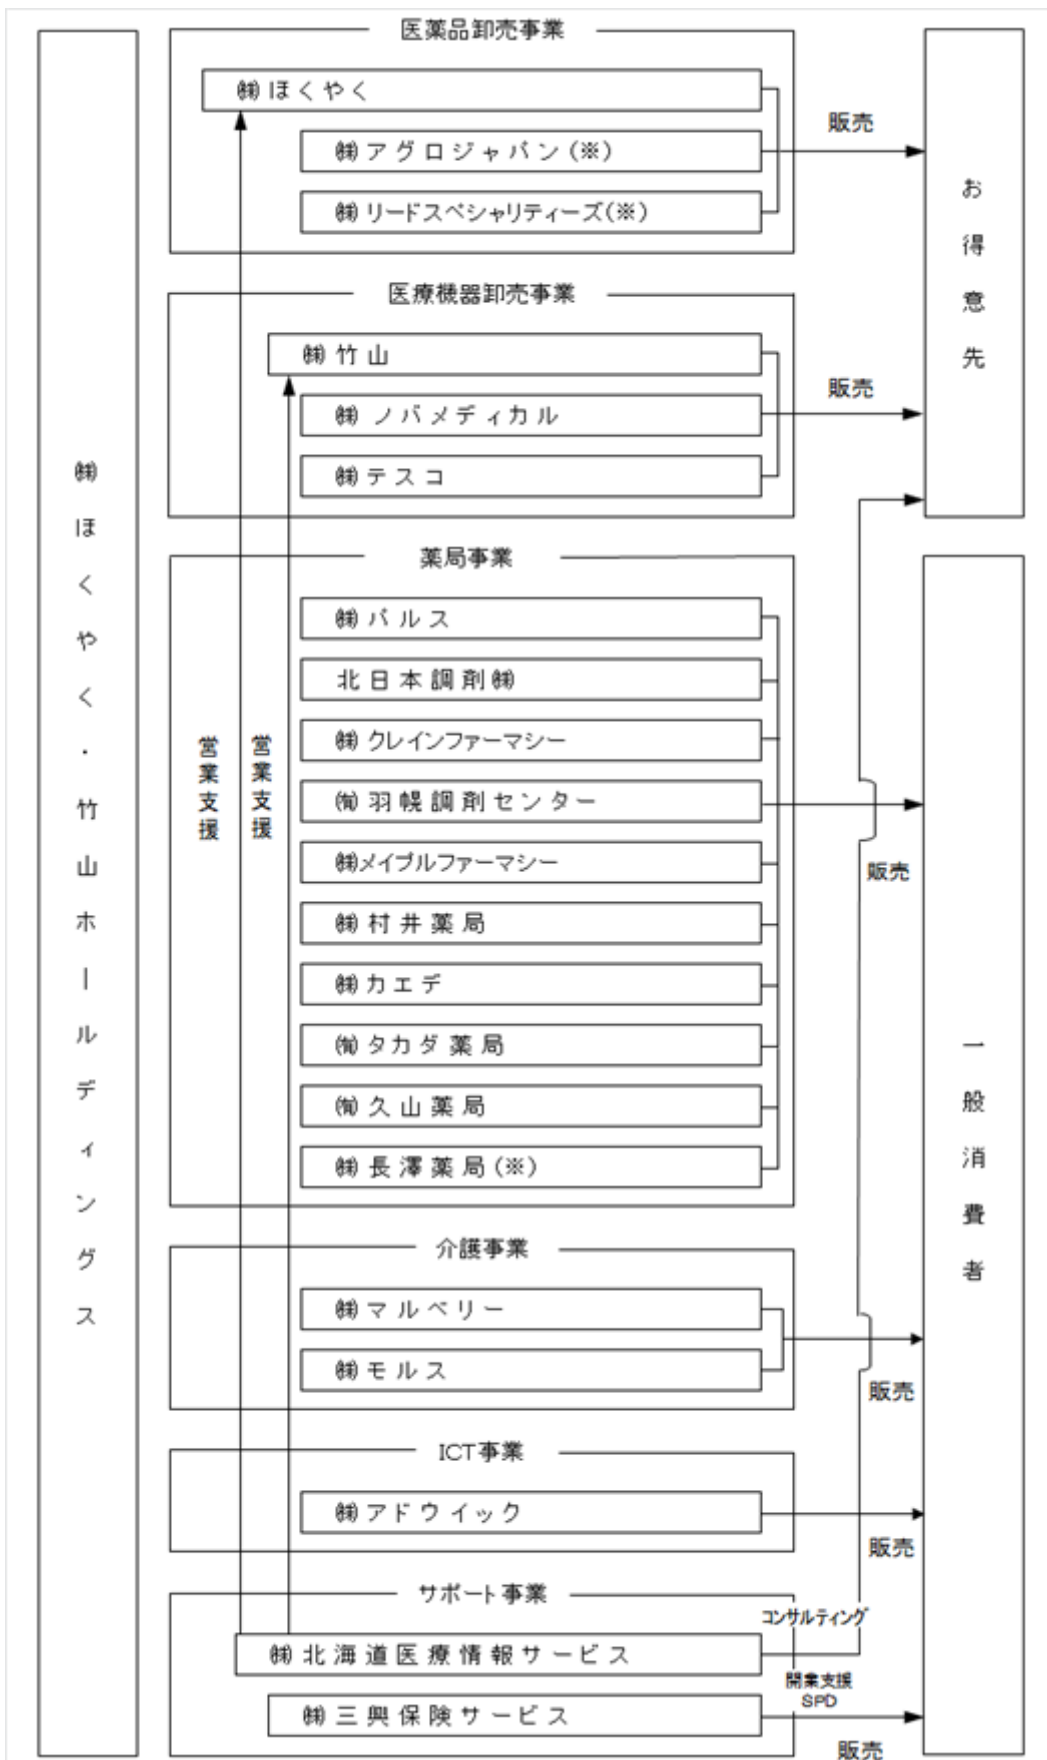 ㈱ほくやく・竹山ホールディングス
医薬品卸売事業
㈱ほくやく
㈱アグロジャパン(※)
㈱リードスペシャリティーズ(※)
販売
お得意先
医療機器卸売事業
㈱竹山
㈱ノバメディカル
㈱テスコ
販売
薬局事業
㈱パルス
北日本調剤㈱
㈱クレインファーマシー
㈲羽幌調剤センター
㈱メイプルファーマシー
㈱村井薬局
㈱カエデ
㈲タカダ薬局
㈲久山薬局
㈱長澤薬局(※)
営業支援
営業支援
販売
一般消費者
介護事業
㈱マルベリー
㈱モルス
販売
ICT事業
㈱アドウイック
販売
サポート事業
コンサルティング
㈱北海道医療情報サービス
開業支援
SPD
㈱三興保険サービス
販売